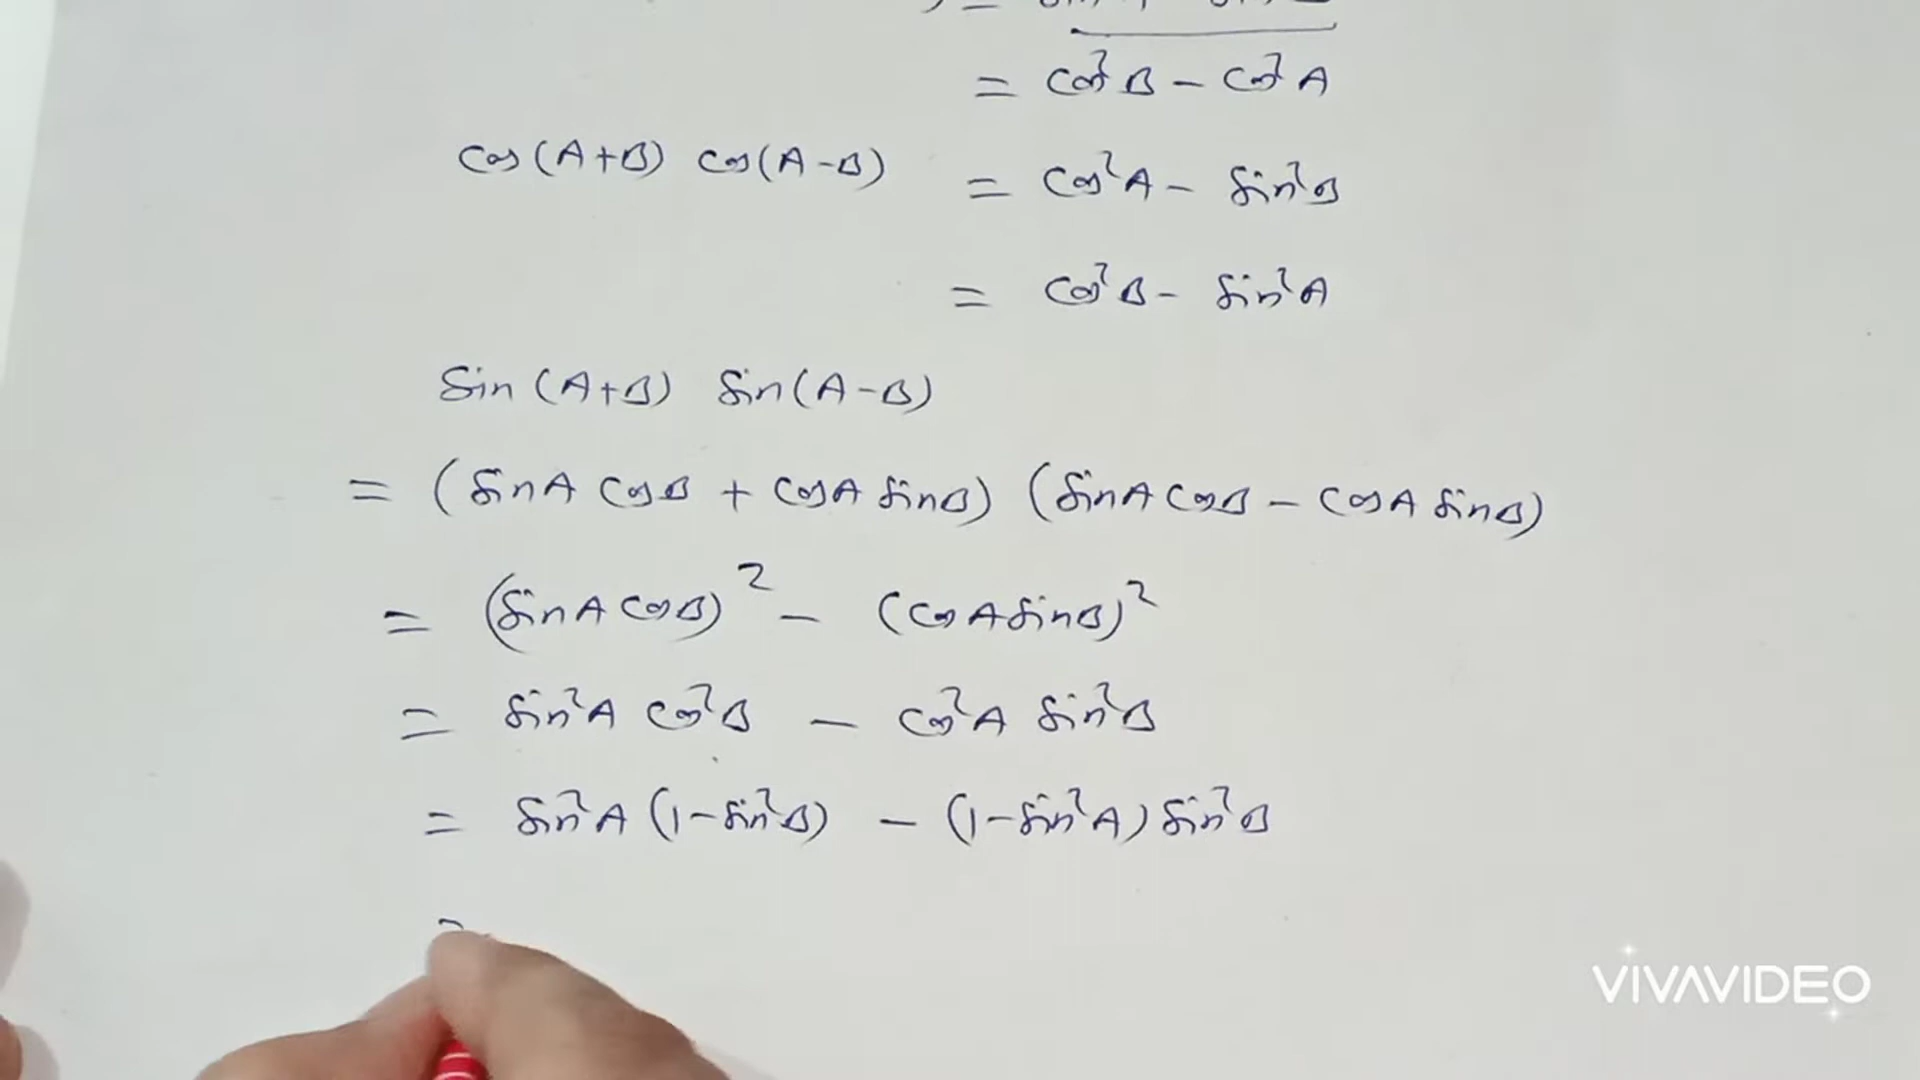 = cos²B - cos²A
cos(A+B) cos(A-B) = cos²A - sin²B
= cos²B - sin²A
Sin(A+B) sin(A-B)
= (sinA cosB + cosA sinB) (sinA cosB - cosA sinB)
= (sinA cosB)² - (cosA sinB)²
= sin²A cos²B - cos²A sin²B
= sin²A (1-sin²B) - (1-sin²A) sin²B
VIVAVIDEO